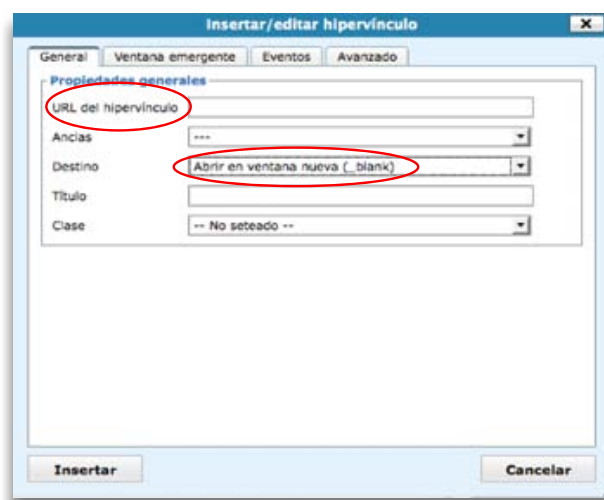 Insertar/editar hipervínculo
General Ventana emergente Eventos Avanzado
Propiedades generales
URL del hipervínculo
Anclas ---
Destino Abrir en ventana nueva (_blank)
Título
Clase -- No seteado --
Insertar Cancelar